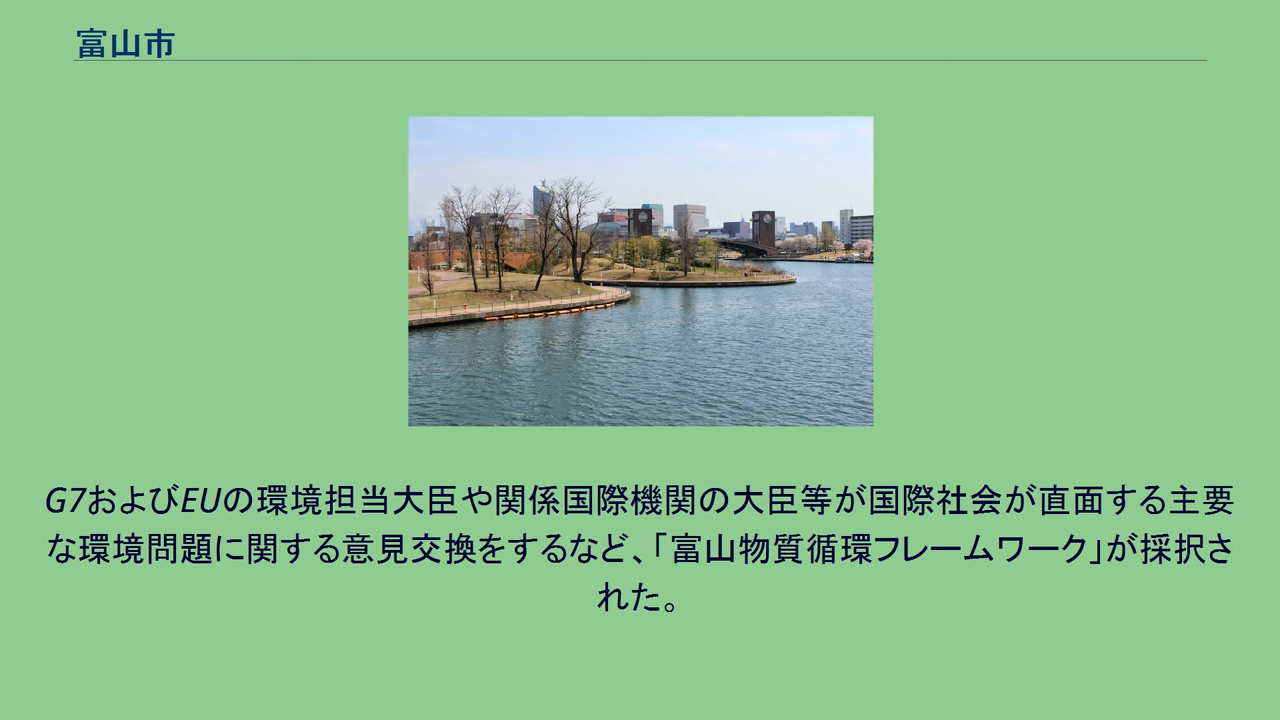 富山市
G7およびEUの環境担当大臣や関係国際機関の大臣等が国際社会が直面する主要
な環境問題に関する意見交換をするなど、「富山物質循環フレームワーク」が採択さ
れた。